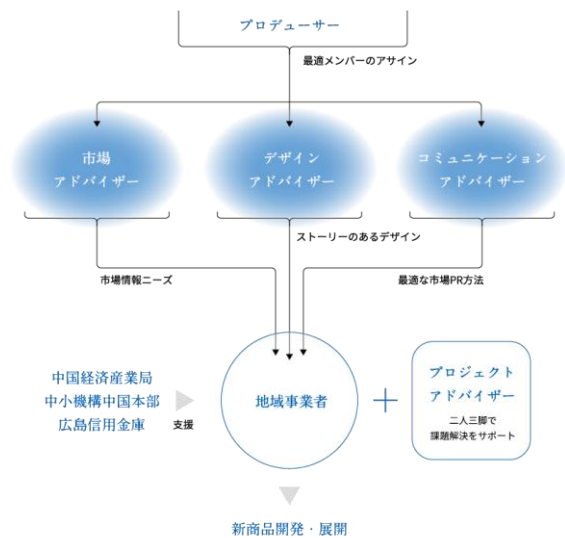 プロデューサー
最適メンバーのアサイン
市場
アドバイザー
デザイン
アドバイザー
コミュニケーション
アドバイザー
ストーリーのあるデザイン
市場情報ニーズ
最適な市場PR方法
中国経済産業局
中小機構中国本部
広島信用金庫
支援
地域事業者
プロジェクト
アドバイザー
二人三脚で
課題解決をサポート
新商品開発・展開